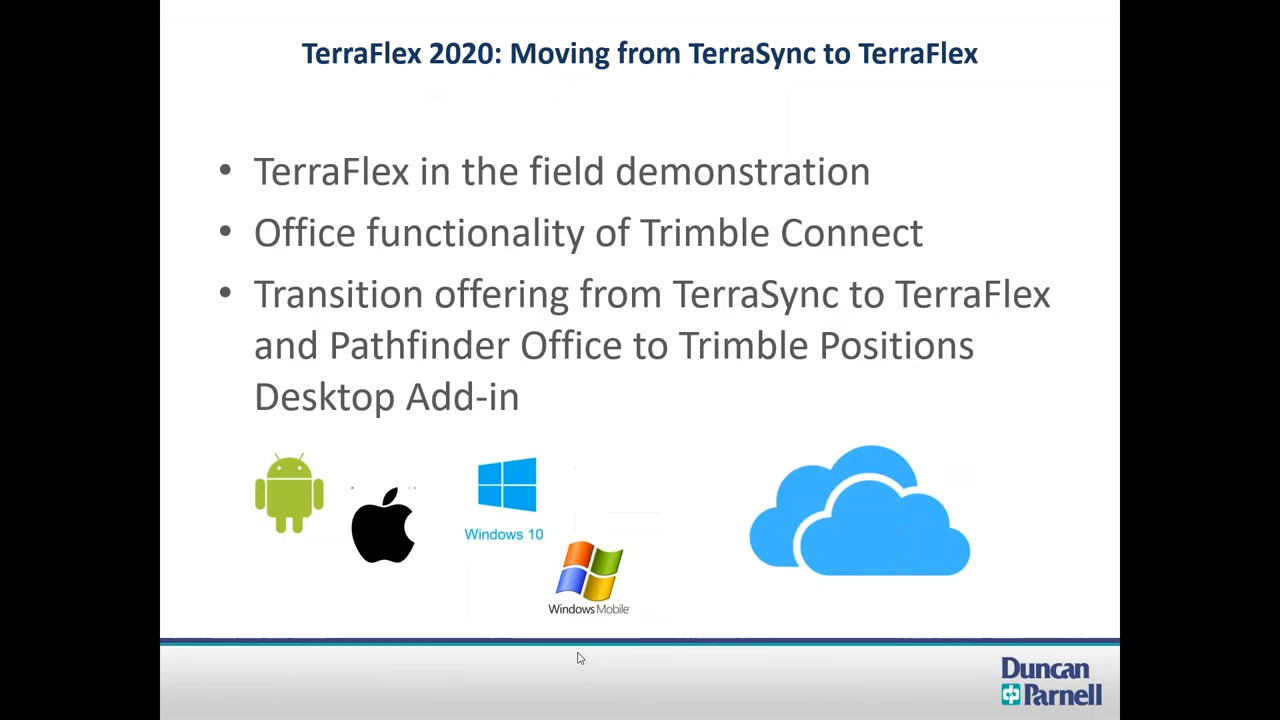 TerraFlex 2020: Moving from TerraSync to TerraFlex
• TerraFlex in the field demonstration
• Office functionality of Trimble Connect
• Transition offering from TerraSync to TerraFlex
and Pathfinder Office to Trimble Positions
Desktop Add-in
Windows 10
Windows Mobile
Duncan
Parnell